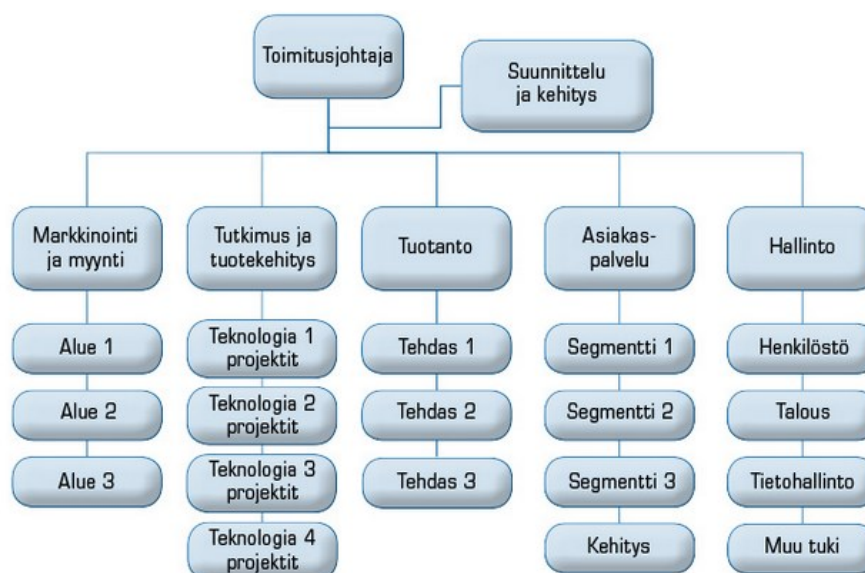 Toimitusjohtaja
Suunnittelu
ja kehitys
Markkinointi
ja myynti
Tutkimus ja
tuotekehitys
Tuotanto
Asiakas-
palvelu
Hallinto
Alue 1
Teknologia 1
projektit
Tehdas 1
Segmentti 1
Henkilöstö
Alue 2
Teknologia 2
projektit
Tehdas 2
Segmentti 2
Talous
Alue 3
Teknologia 3
projektit
Tehdas 3
Segmentti 3
Tietohallinto
Teknologia 4
projektit
Kehitys
Muu tuki